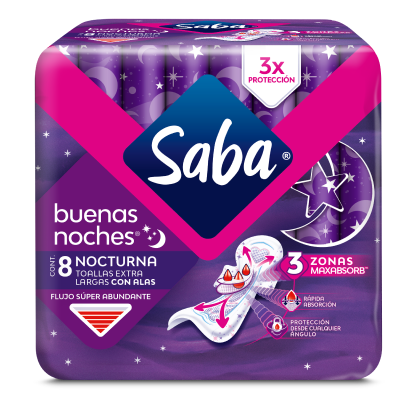 3x
PROTECCIÓN
Saba®
buenas
noches®
CONT. 8 NOCTURNA
TOALLAS EXTRA
LARGAS CON ALAS
FLUJO SÚPER ABUNDANTE
3 ZONAS
MAXABSORB™
RÁPIDA
ABSORCIÓN
PROTECCIÓN
DESDE CUALQUIER
ÁNGULO